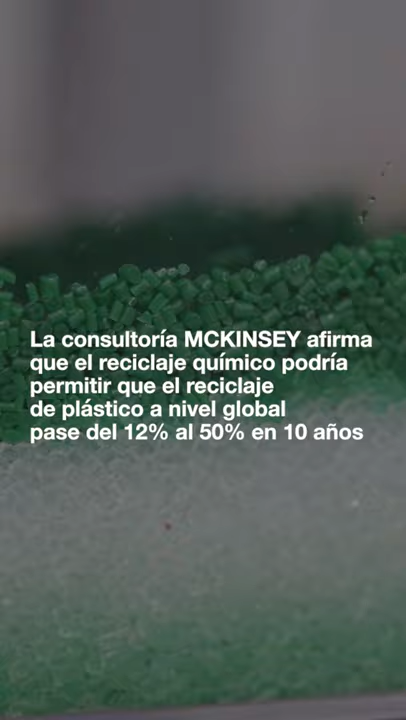 La consultoría MCKINSEY afirma
que el reciclaje químico podría
permitir que el reciclaje
de plástico a nivel global
pase del 12% al 50% en 10 años